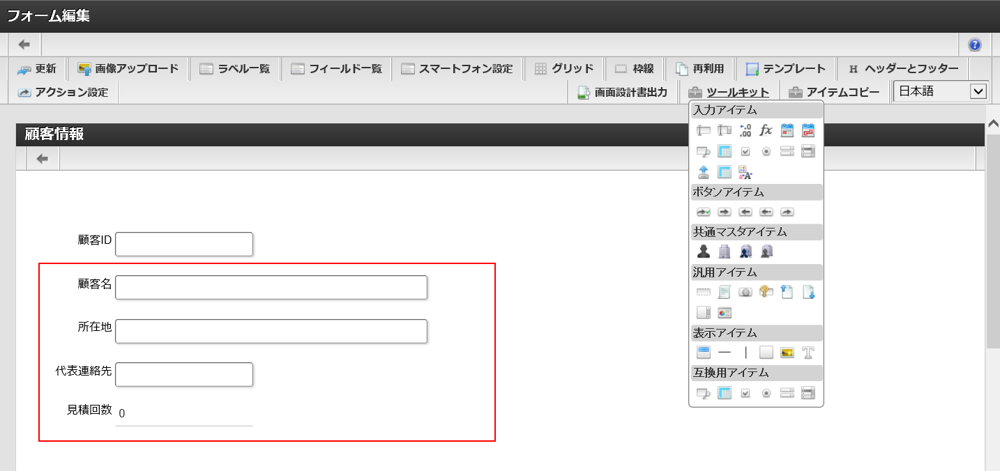 フォーム編集
更新 画像アップロード ラベル一覧 フィールド一覧 スマートフォン設定 グリッド 枠線 再利用 テンプレート H ヘッダーとフッター
アクション設定 画面設計書出力 ツールキット アイテムコピー 日本語
入力アイテム
顧客情報
ボタンアイテム
共通マスタアイテム
顧客ID
汎用アイテム
顧客名
所在地
表示アイテム
代表連絡先
互換用アイテム
見積回数 0